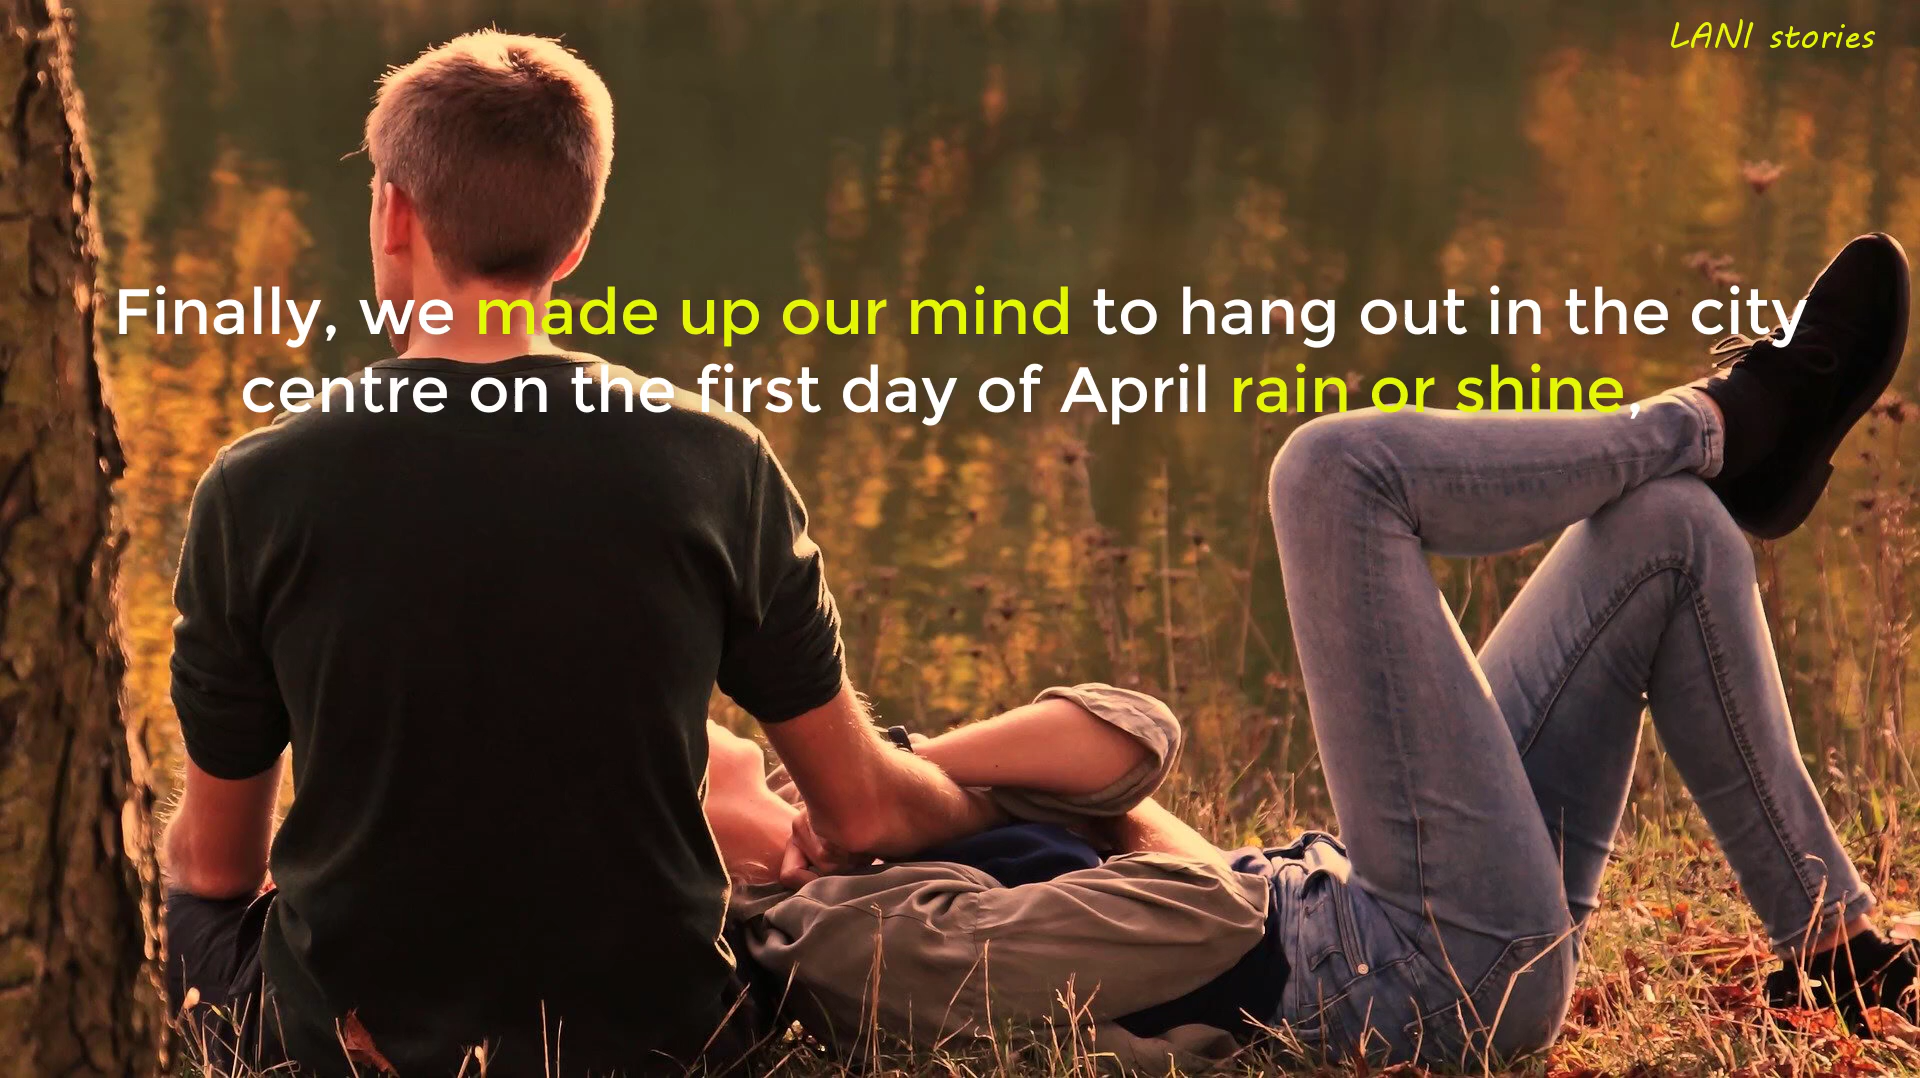 LANI stories
Finally, we made up our mind to hang out in the city
centre on the first day of April rain or shine,